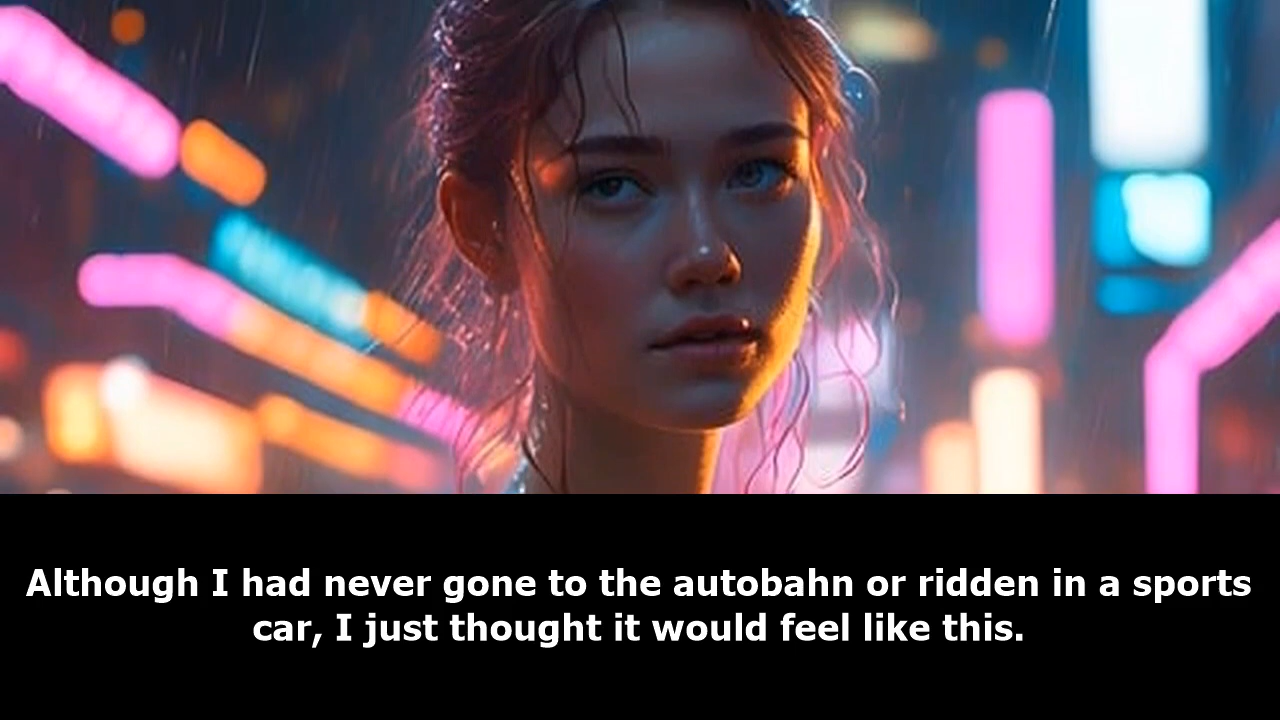 Although I had never gone to the autobahn or ridden in a sports
car, I just thought it would feel like this.